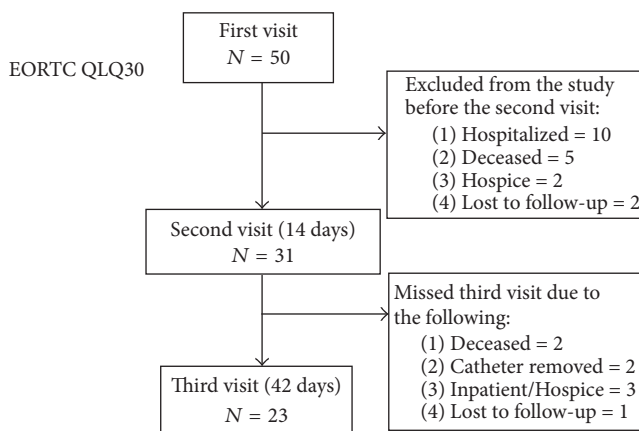 First visit
N = 50
EORTC QLQ30
Excluded from the study
before the second visit:
(1) Hospitalized = 10
(2) Deceased = 5
(3) Hospice = 2
(4) Lost to follow-up = 2
Second visit (14 days)
N = 31
Missed third visit due to
the following:
(1) Deceased = 2
(2) Catheter removed = 2
(3) Inpatient/Hospice = 3
(4) Lost to follow-up = 1
Third visit (42 days)
N = 23